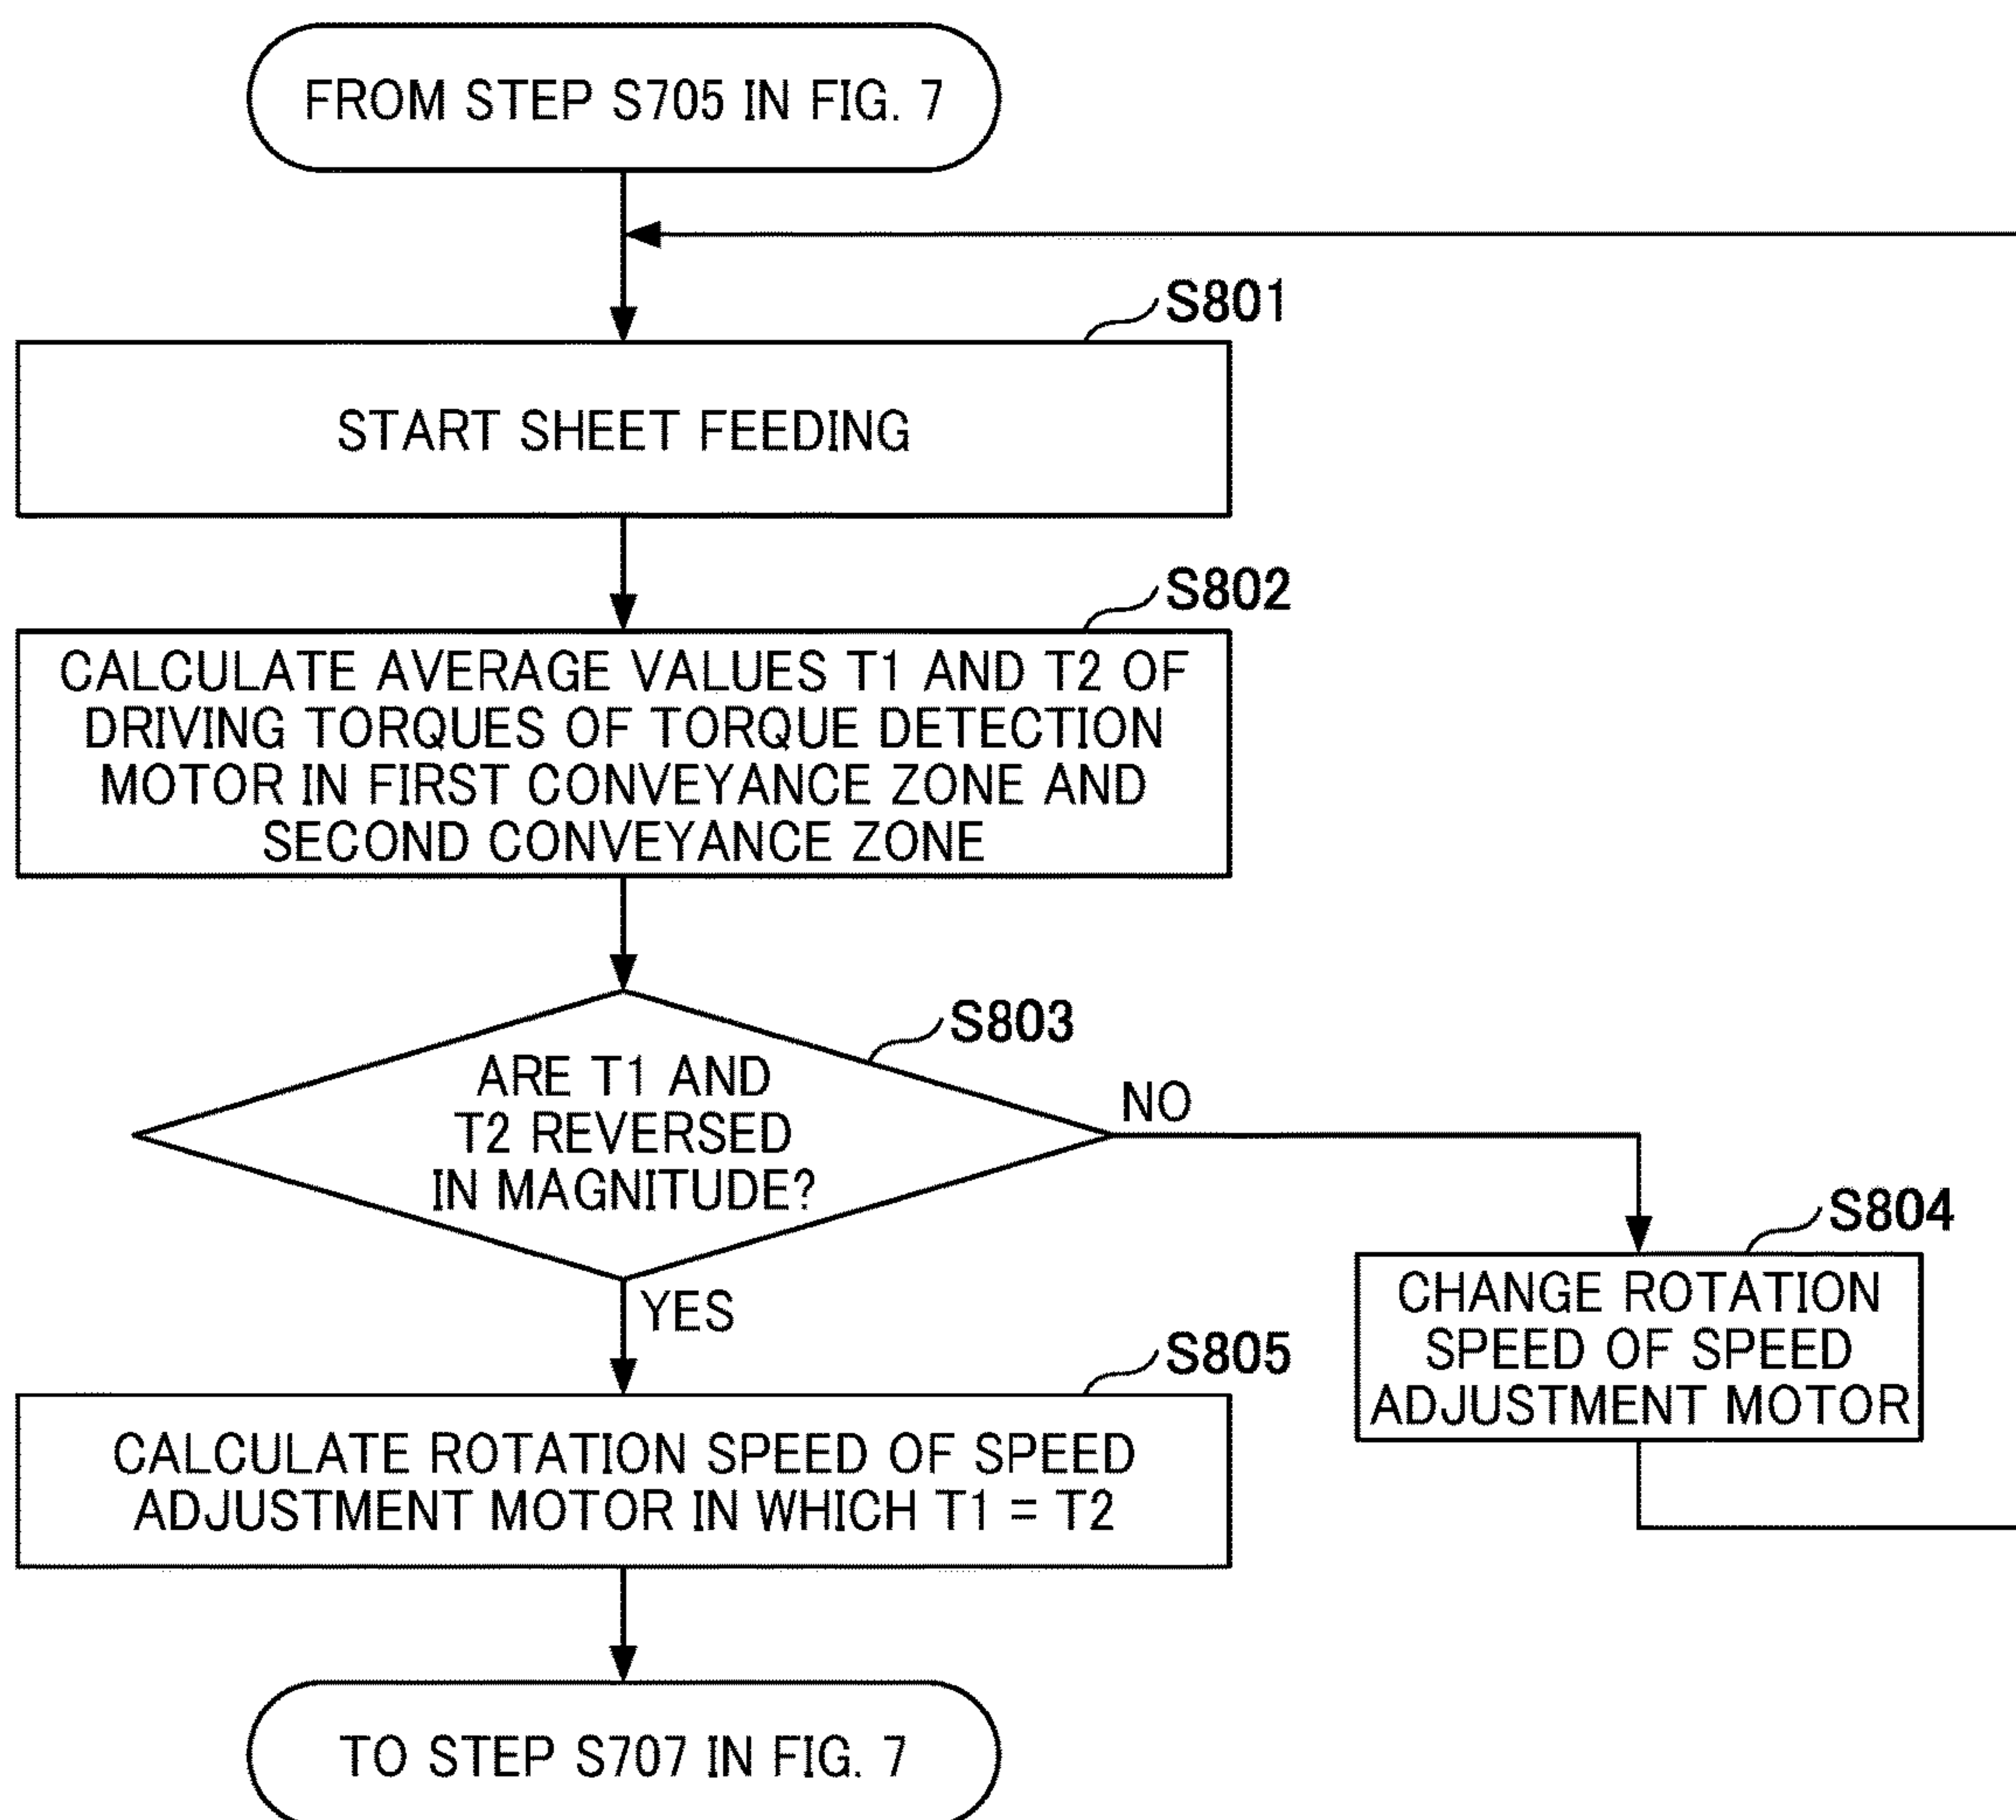 FROM STEP S705 IN FIG. 7
S801
START SHEET FEEDING
S802
CALCULATE AVERAGE VALUES T1 AND T2 OF
DRIVING TORQUES OF TORQUE DETECTION
MOTOR IN FIRST CONVEYANCE ZONE AND
SECOND CONVEYANCE ZONE
S803
ARE T1 AND
T2 REVERSED
IN MAGNITUDE?
NO
S804
CHANGE ROTATION
SPEED OF SPEED
ADJUSTMENT MOTOR
YES
S805
CALCULATE ROTATION SPEED OF SPEED
ADJUSTMENT MOTOR IN WHICH T1 = T2
TO STEP S707 IN FIG. 7